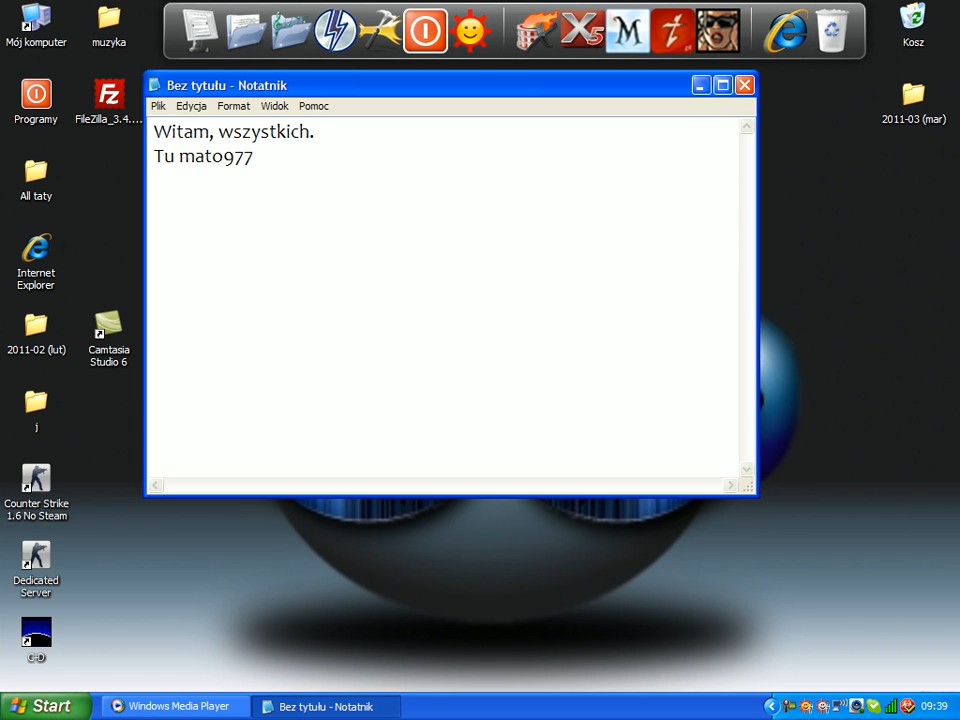 Mój komputer
muzyka
Kosz
Bez tytułu - Notatnik
Plik Edycja Format Widok Pomoc
Witam, wszystkich.
Tu mato977
Programy
FileZilla_3.4....
2011-03 (mar)
All taty
Internet
Explorer
2011-02 (lut)
Camtasia
Studio 6
j
Counter Strike
1.6 No Steam
Dedicated
Server
C-D
Start
Windows Media Player
Bez tytułu - Notatnik
09:39